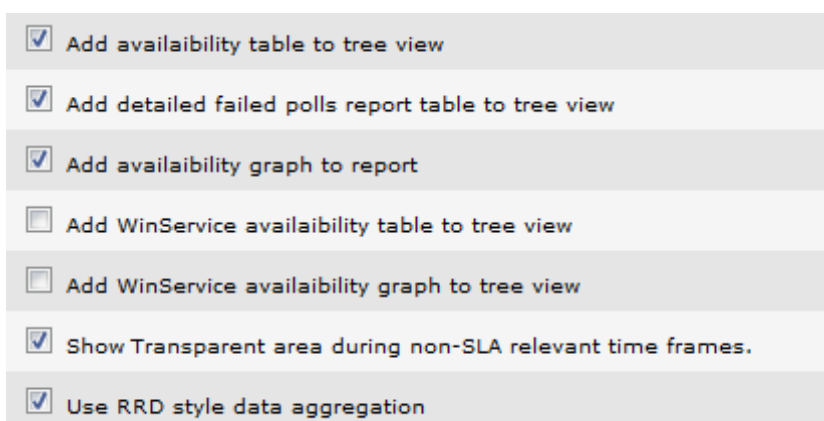 Add availaibility table to tree view
Add detailed failed polls report table to tree view
Add availaibility graph to report
Add WinService availaibility table to tree view
Add WinService availaibility graph to tree view
Show Transparent area during non-SLA relevant time frames.
Use RRD style data aggregation